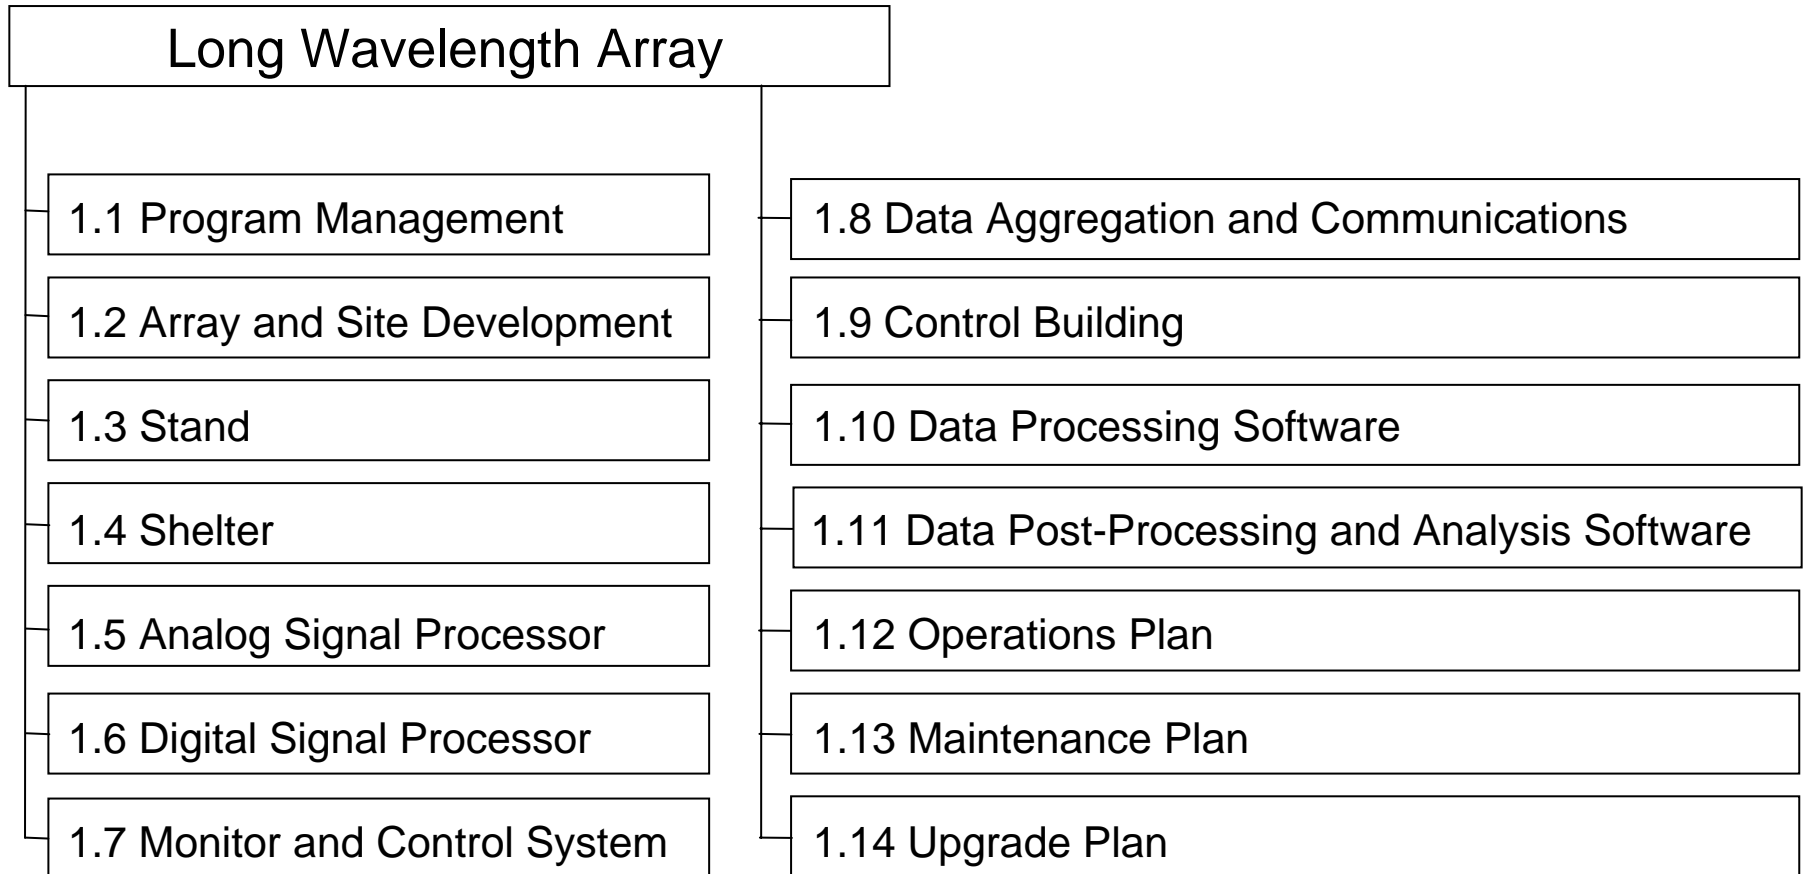 Long Wavelength Array
1.1 Program Management
1.2 Array and Site Development
1.3 Stand
1.4 Shelter
1.5 Analog Signal Processor
1.6 Digital Signal Processor
1.7 Monitor and Control System
1.8 Data Aggregation and Communications
1.9 Control Building
1.10 Data Processing Software
1.11 Data Post-Processing and Analysis Software
1.12 Operations Plan
1.13 Maintenance Plan
1.14 Upgrade Plan